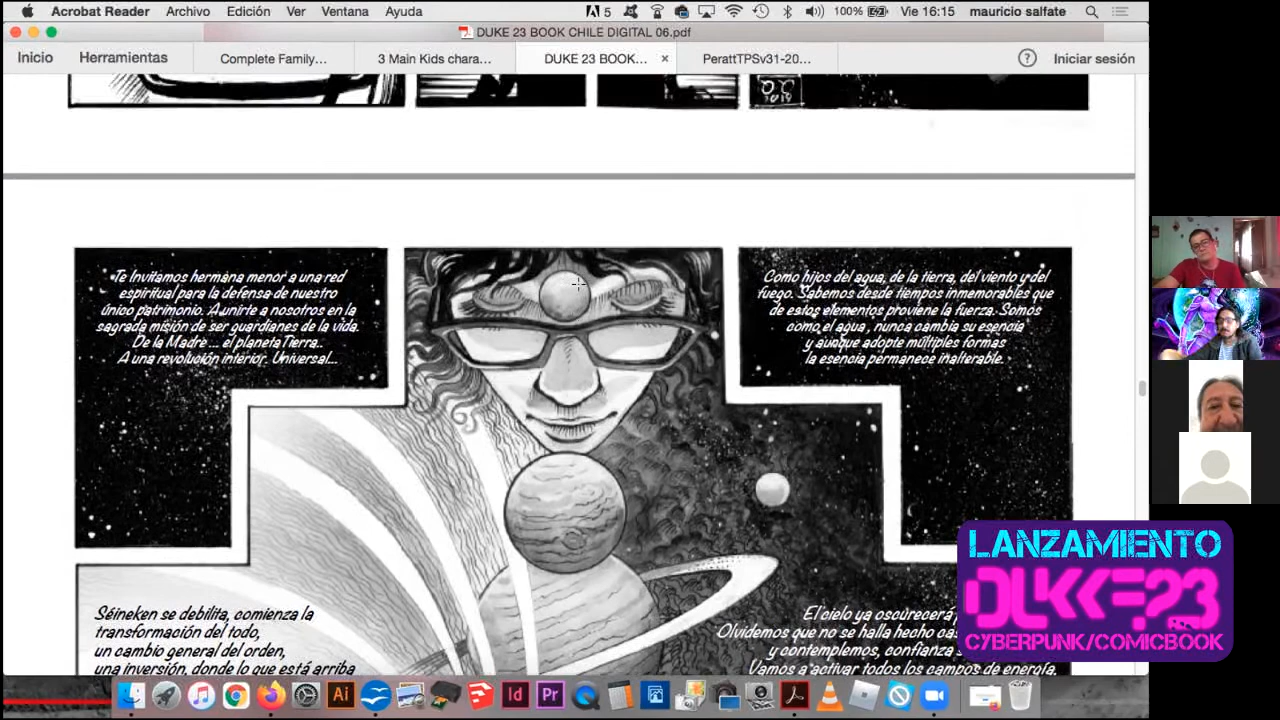 Acrobat Reader Archivo Edición Ver Ventana Ayuda 5 100% Vie 16:15 mauricio salfate
DUKE 23 BOOK CHILE DIGITAL 06.pdf
Inicio Herramientas Complete Family... 3 Main Kids chara... DUKE 23 BOOK... × PerattTPSv31-20... ? Iniciar sesión
Te Invitamos hermana menor a una red
espiritual para la defensa de nuestro
único patrimonio. A unirte a nosotros en la
sagrada misión de ser guardianes de la vida.
De la Madre ... el planeta Tierra..
A una revolución interior. Universal...
Como hijos del agua, de la tierra, del viento y del
fuego. Sabemos desde tiempos inmemorables que
de estos elementos proviene la fuerza. Somos
como el agua , nunca cambia su esencia
y aunque adopte múltiples formas
la esencia permanece inalterable.
Séineken se debilita, comienza la
transformación del todo,
un cambio general del orden,
una inversión, donde lo que está arriba
El cielo ya oscurecerá
Olvidemos que no se halla hecho
y contemplemos, confianza
Vamos a activar todos los campos de energía.
LANZAMIENTO
DUKE-23
CYBERPUNK/COMICBOOK
Ai Id Pr